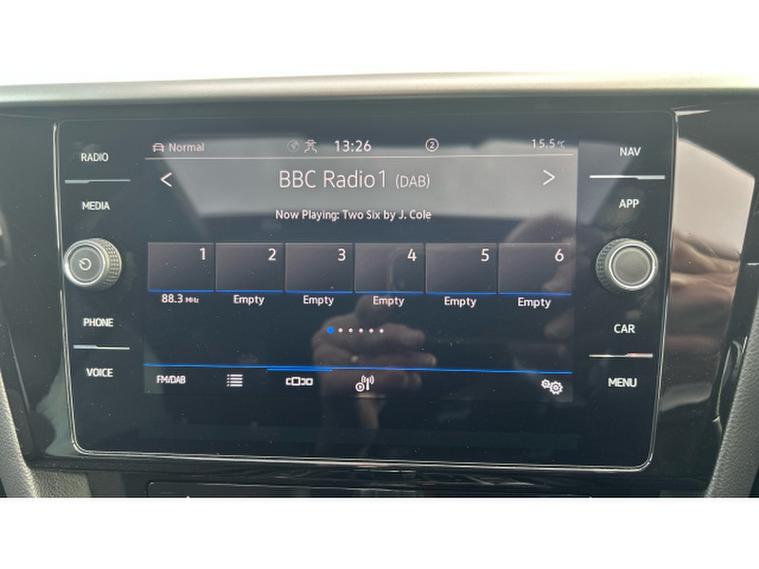 RADIO
MEDIA
PHONE
VOICE
Normal 13:26 2 15.5°C
BBC Radio1 (DAB)
Now Playing: Two Six by J. Cole
1 2 3 4 5 6
88.3 MHz Empty Empty Empty Empty Empty
FM/DAB
NAV
APP
CAR
MENU